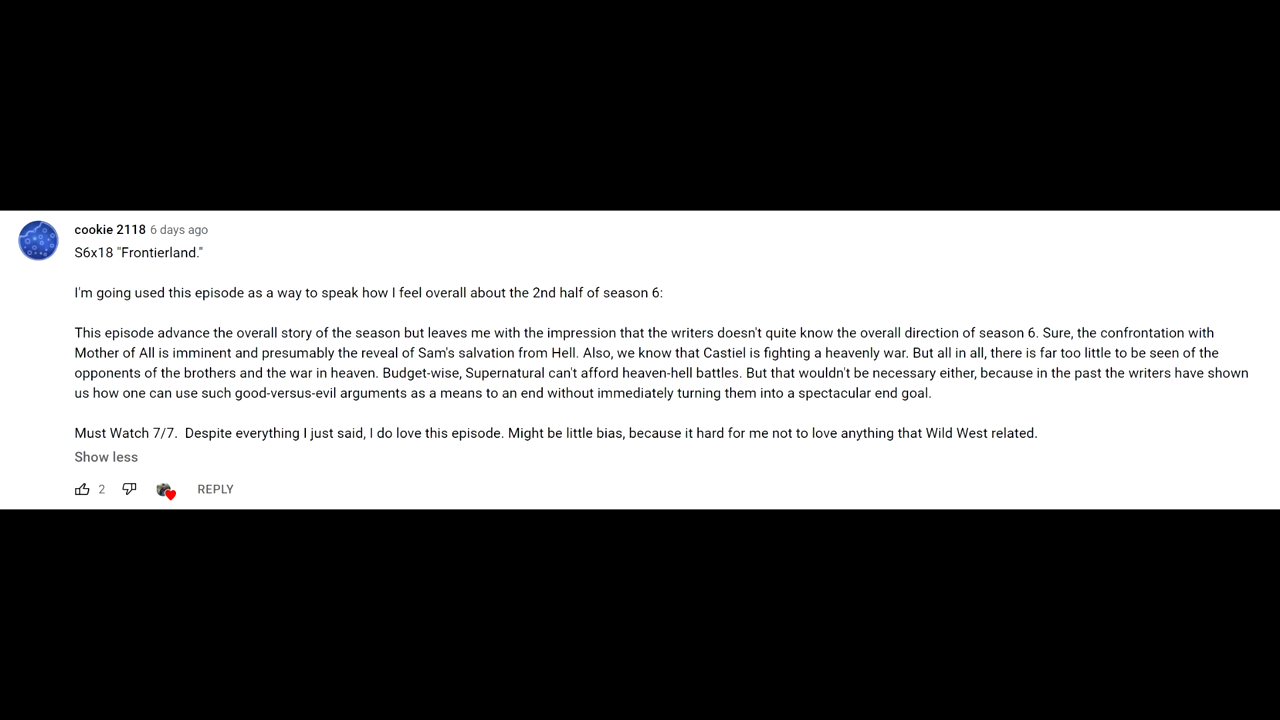 cookie 2118 6 days ago
S6x18 "Frontierland."
I'm going used this episode as a way to speak how I feel overall about the 2nd half of season 6:
This episode advance the overall story of the season but leaves me with the impression that the writers doesn't quite know the overall direction of season 6. Sure, the confrontation with
Mother of All is imminent and presumably the reveal of Sam's salvation from Hell. Also, we know that Castiel is fighting a heavenly war. But all in all, there is far too little to be seen of the
opponents of the brothers and the war in heaven. Budget-wise, Supernatural can't afford heaven-hell battles. But that wouldn't be necessary either, because in the past the writers have shown
us how one can use such good-versus-evil arguments as a means to an end without immediately turning them into a spectacular end goal.
Must Watch 7/7.  Despite everything I just said, I do love this episode. Might be little bias, because it hard for me not to love anything that Wild West related.
Show less
2 REPLY